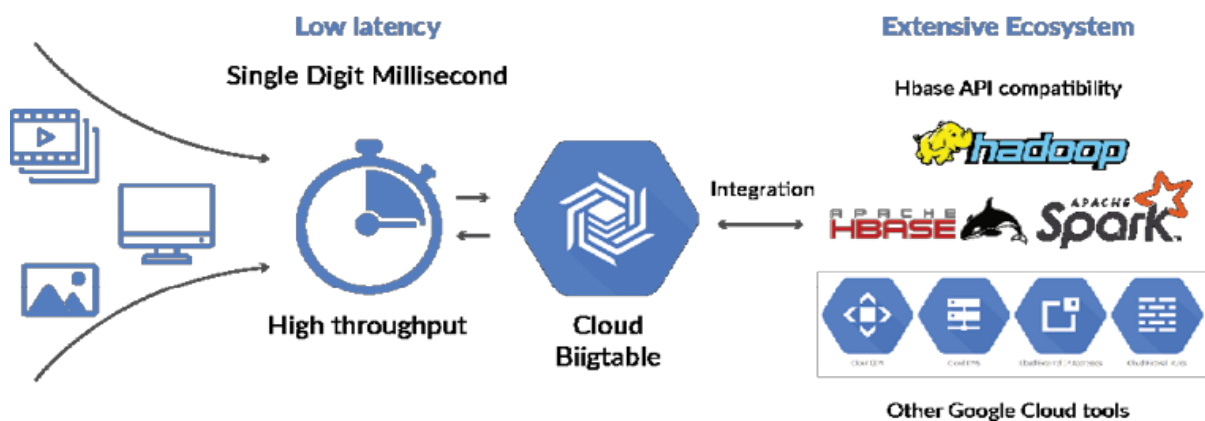 Low latency
Single Digit Millisecond
High throughput
Cloud
Biigtable
Integration
Extensive Ecosystem
Hbase API compatibility
hadoop
APACHE
HBASE
APACHE
Spark
Other Google Cloud tools